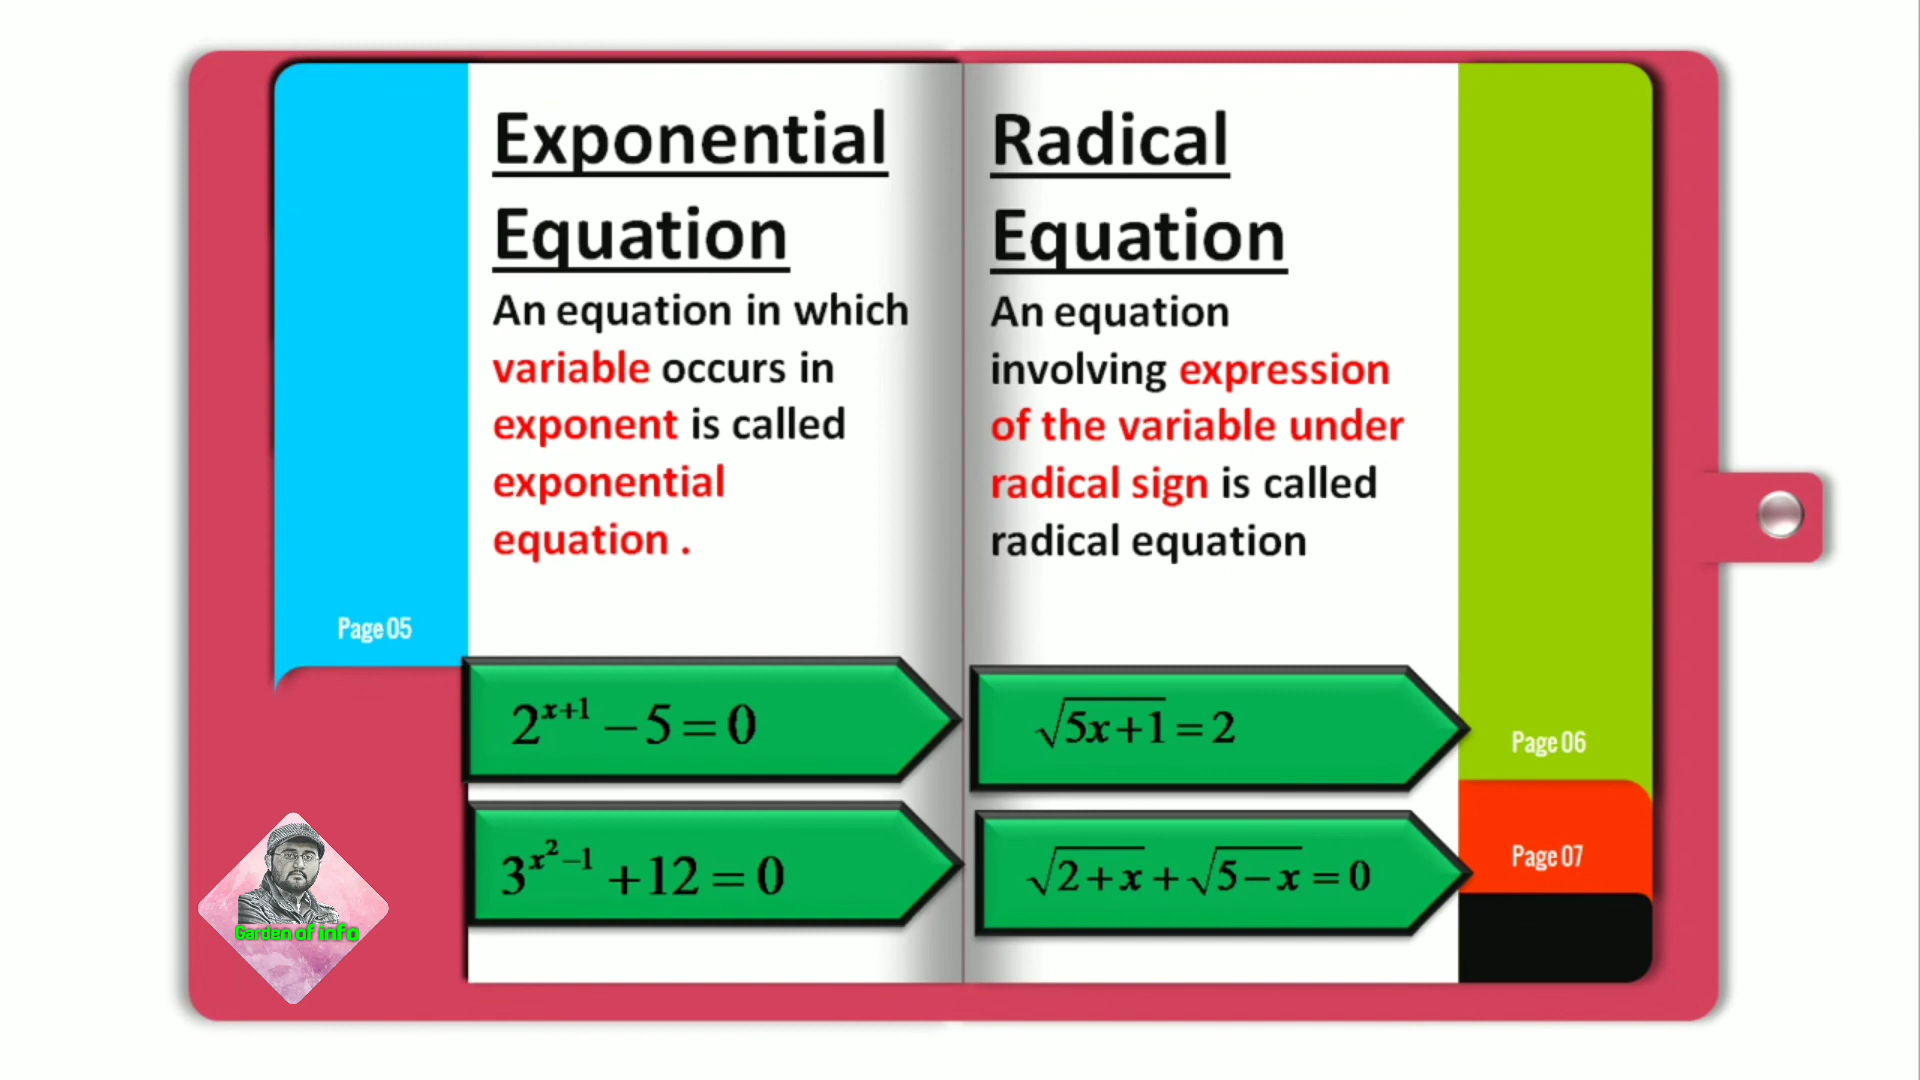 Exponential
Equation
An equation in which
variable occurs in
exponent is called
exponential
equation .
Page 05
2^{x+1} − 5 = 0
3^{x^2−1} + 12 = 0
Garden of info
Radical
Equation
An equation
involving expression
of the variable under
radical sign is called
radical equation
√(5x+1) = 2
√(2+x) + √(5−x) = 0
Page 06
Page 07